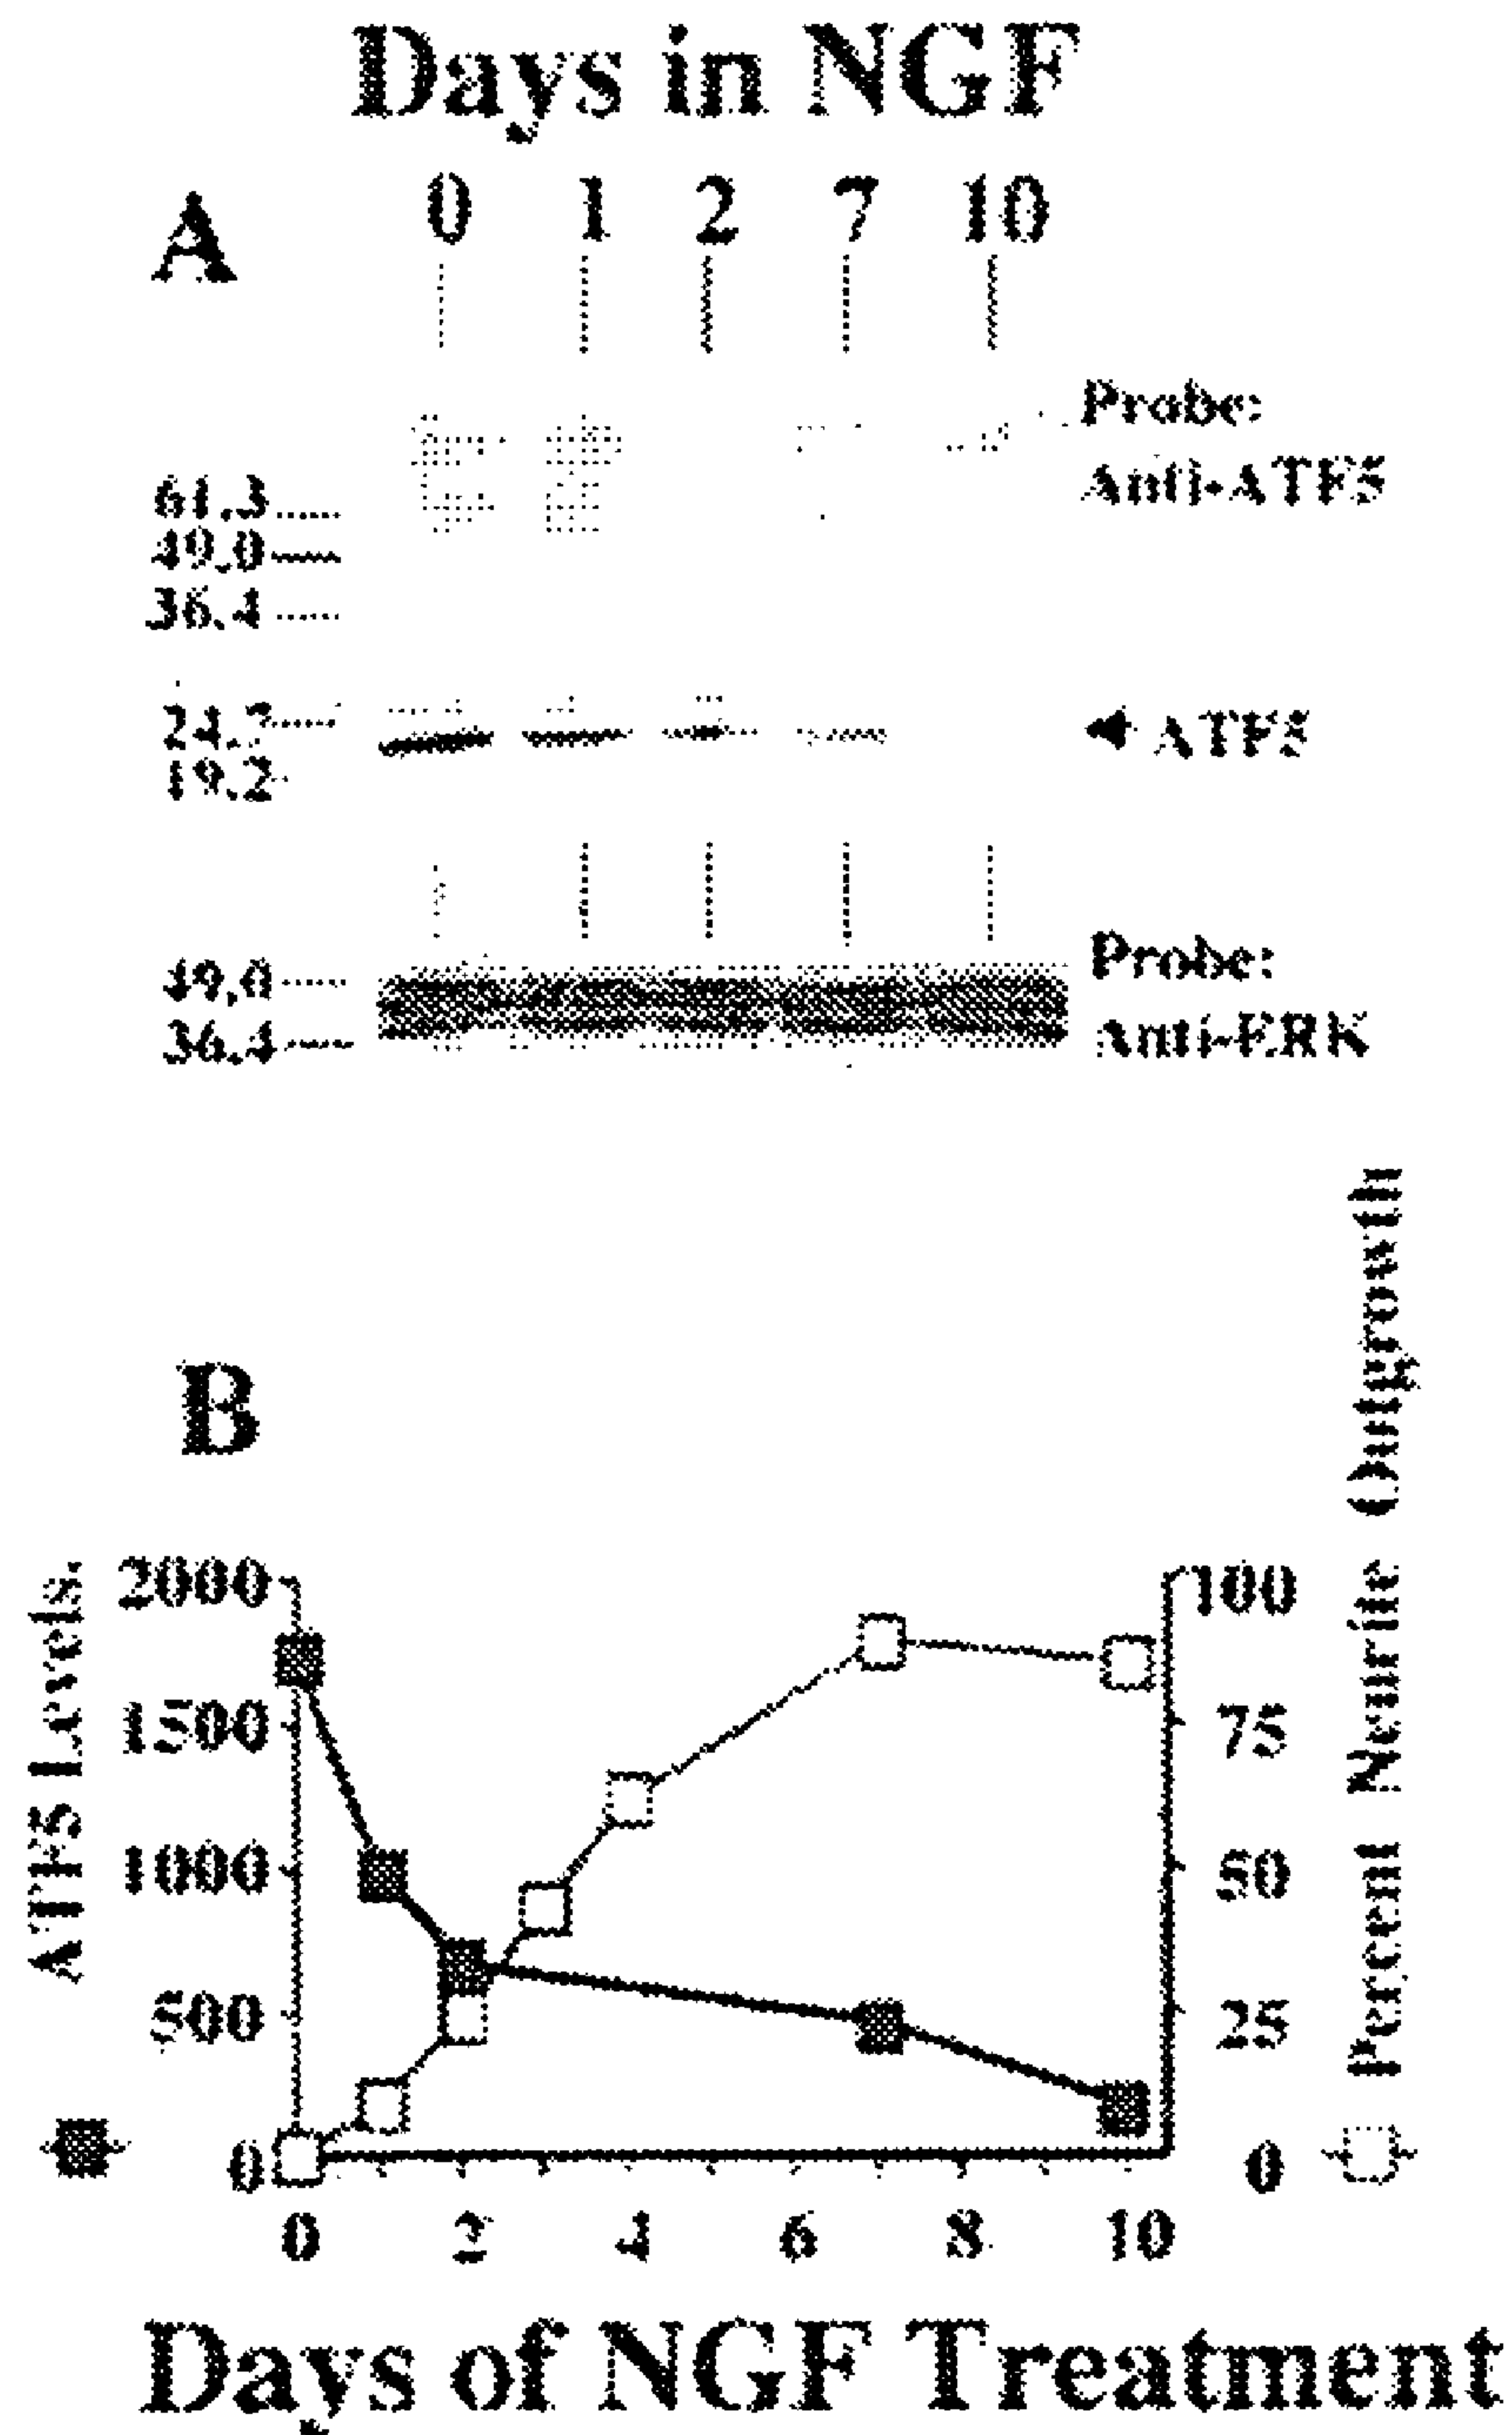 Days in NGF
A
0 1 2 7 10
Probe:
Anti-ATF5
61.3
49.0
36.4
24.7
19.2
ATF5
49.0
36.4
Probe:
Anti-ERK
B
ATF5 Levels
2000
1500
1000
500
0
100
75
50
25
0
Percent Neurite Outgrowth
0 2 4 6 8 10
Days of NGF Treatment